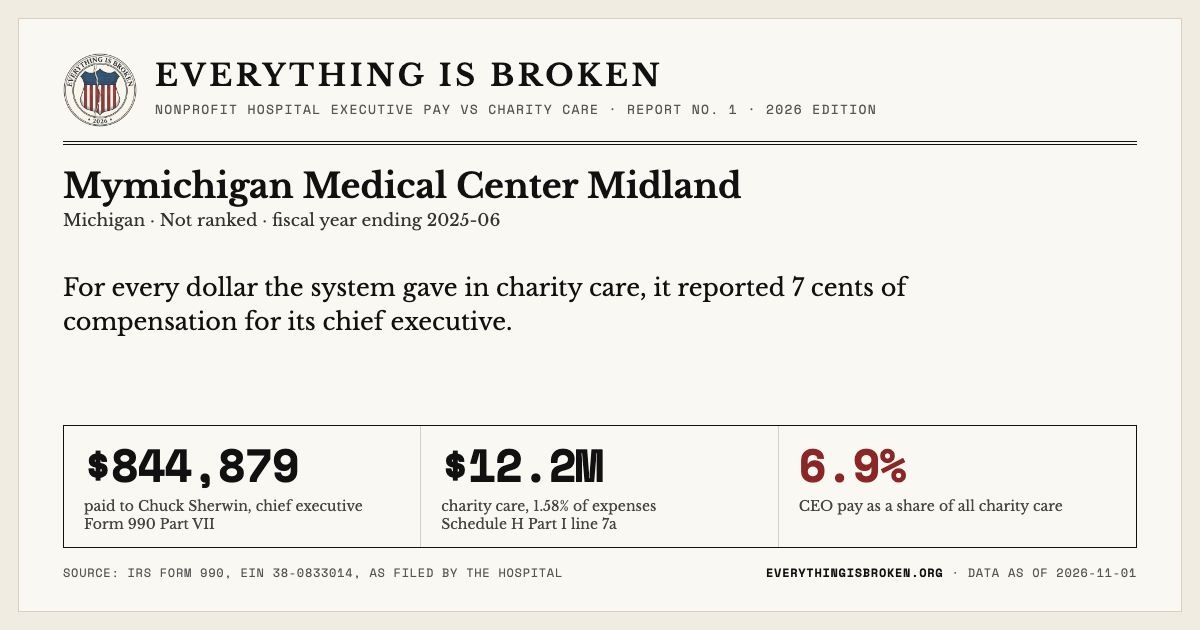 EVERYTHING IS BROKEN
2026
EVERYTHING IS BROKEN
NONPROFIT HOSPITAL EXECUTIVE PAY VS CHARITY CARE · REPORT NO. 1 · 2026 EDITION
Mymichigan Medical Center Midland
Michigan · Not ranked · fiscal year ending 2025-06
For every dollar the system gave in charity care, it reported 7 cents of
compensation for its chief executive.
$844,879
paid to Chuck Sherwin, chief executive
Form 990 Part VII
$12.2M
charity care, 1.58% of expenses
Schedule H Part I line 7a
6.9%
CEO pay as a share of all charity care
SOURCE: IRS FORM 990, EIN 38-0833014, AS FILED BY THE HOSPITAL
EVERYTHINGISBROKEN.ORG · DATA AS OF 2026-11-01